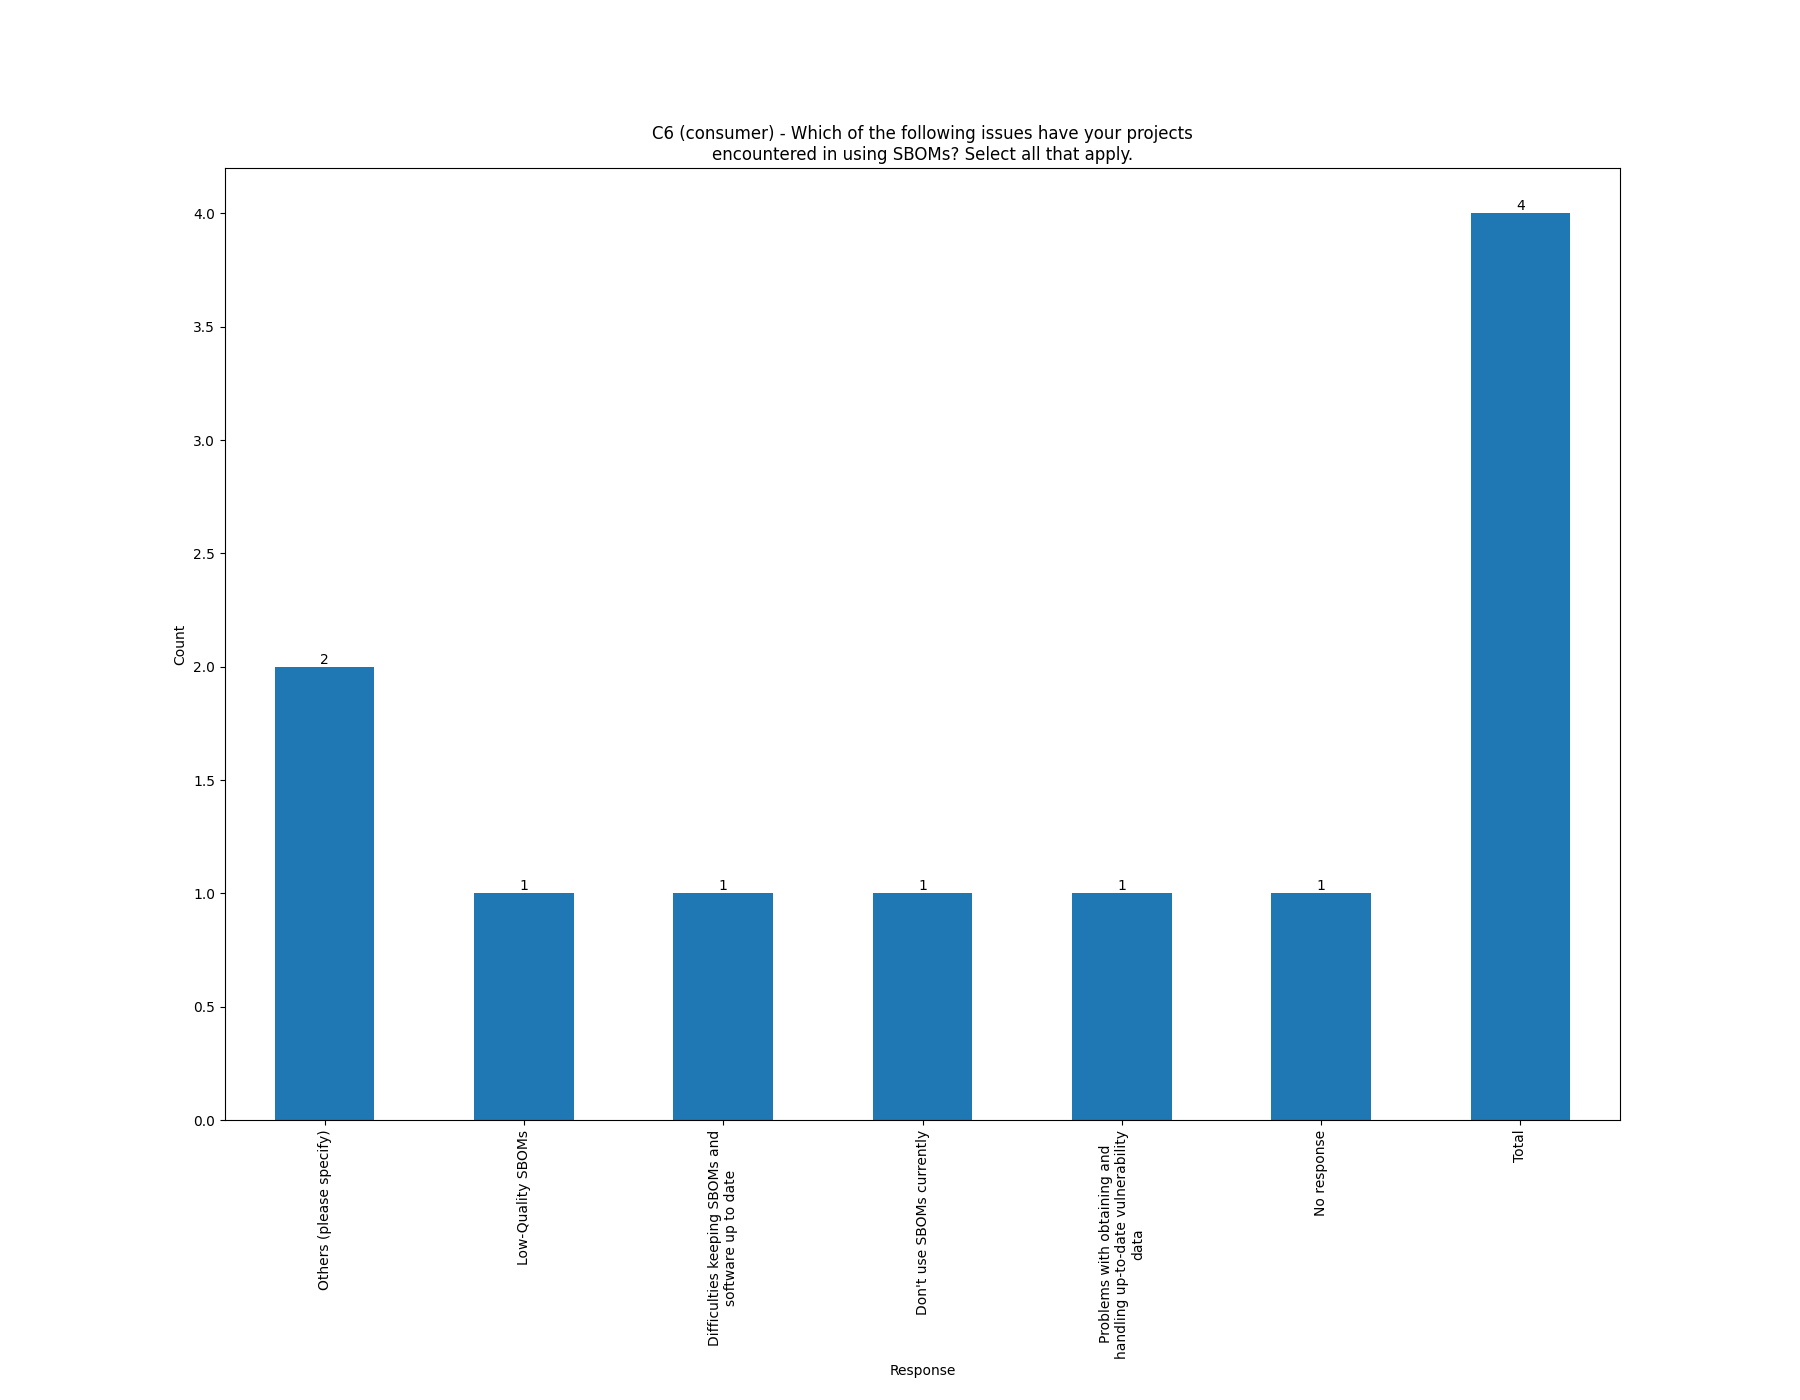 C6 (consumer) - Which of the following issues have your projects
encountered in using SBOMs? Select all that apply.
4.0
3.5
3.0
2.5
2.0
1.5
1.0
0.5
0.0
Count
2
1
1
1
1
1
4
Others (please specify)
Low-Quality SBOMs
Difficulties keeping SBOMs and
software up to date
Don't use SBOMs currently
Problems with obtaining and
handling up-to-date vulnerability
data
No response
Total
Response